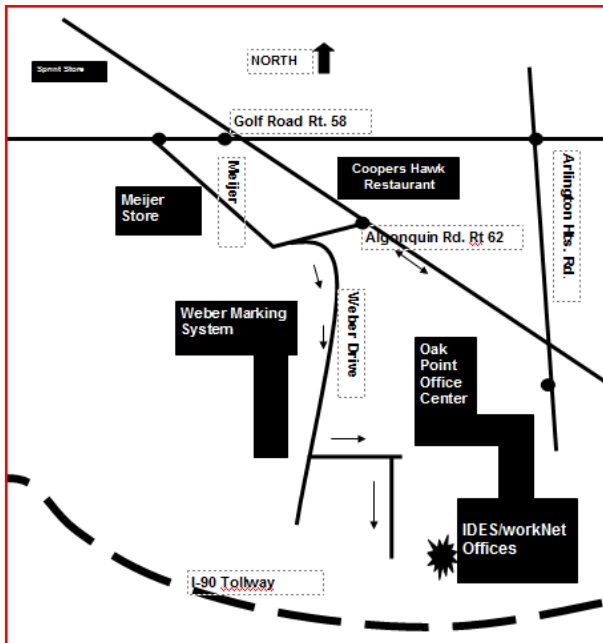 NORTH
Sprint Store
Golf Road Rt. 58
Meijer
Coopers Hawk
Restaurant
Arlington Hts. Rd.
Meijer
Store
Algonquin Rd. Rt 62
Weber Marking
System
Weber Drive
Oak
Point
Office
Center
IDES/workNet
Offices
I-90 Tollway